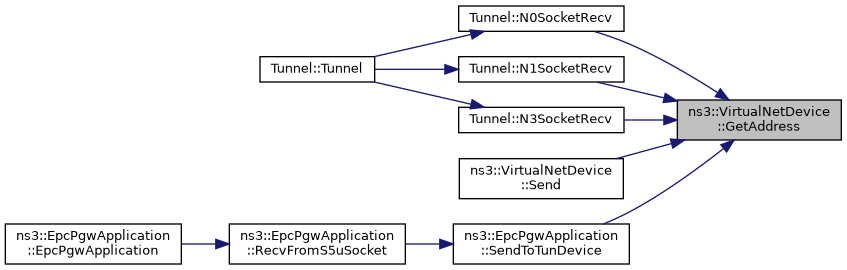 Tunnel::N0SocketRecv
Tunnel::Tunnel
Tunnel::N1SocketRecv
ns3::VirtualNetDevice
::GetAddress
Tunnel::N3SocketRecv
ns3::VirtualNetDevice
::Send
ns3::EpcPgwApplication
::EpcPgwApplication
ns3::EpcPgwApplication
::RecvFromS5uSocket
ns3::EpcPgwApplication
::SendToTunDevice